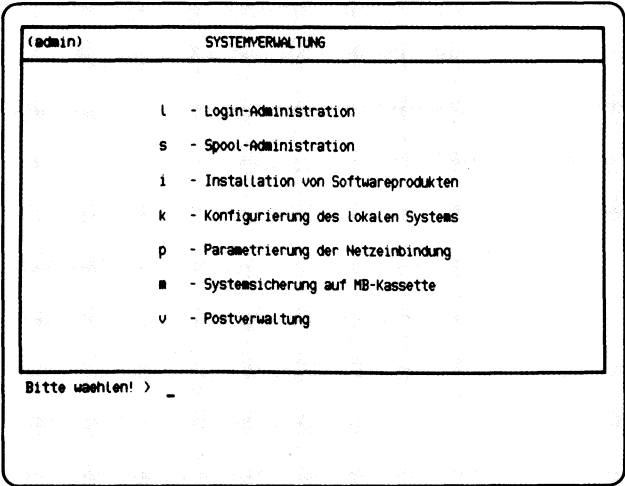 (admin) SYSTEMVERWALTUNG
l - Login-Administration
s - Spool-Administration
i - Installation von Softwareprodukten
k - Konfigurierung des lokalen Systems
p - Parametrierung der Netzeinbindung
m - Systemsicherung auf MB-Kassette
v - Postverwaltung
Bitte waehlen! > _